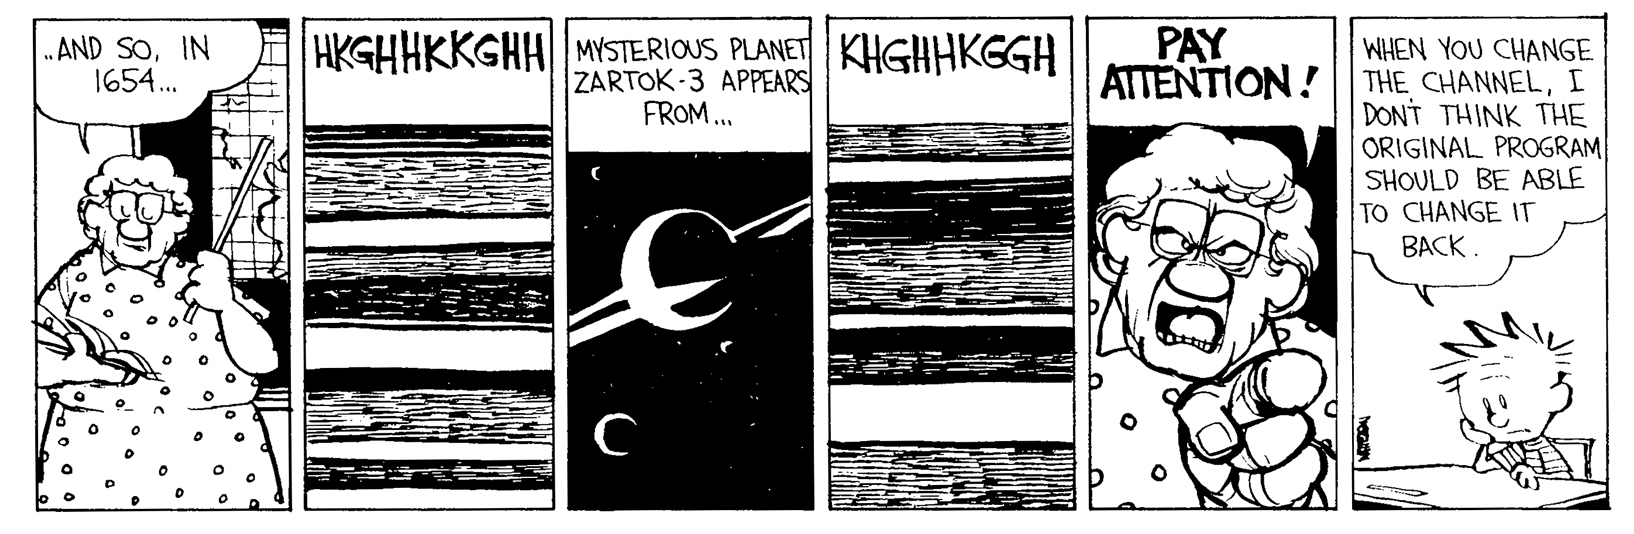 ..AND SO, IN
1654...
HKGHHKKGHH
MYSTERIOUS PLANET
ZARTOK-3 APPEARS
FROM...
KHGHHKGGH
PAY
ATTENTION!
WHEN YOU CHANGE
THE CHANNEL, I
DON'T THINK THE
ORIGINAL PROGRAM
SHOULD BE ABLE
TO CHANGE IT
BACK.
WATTERSON